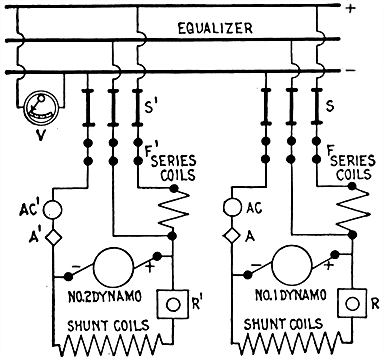 +
EQUALIZER
−
V
S' S
F' F
SERIES COILS SERIES COILS
AC' AC
A' A
− + − +
NO.2 DYNAMO NO.1 DYNAMO
R' R
SHUNT COILS SHUNT COILS